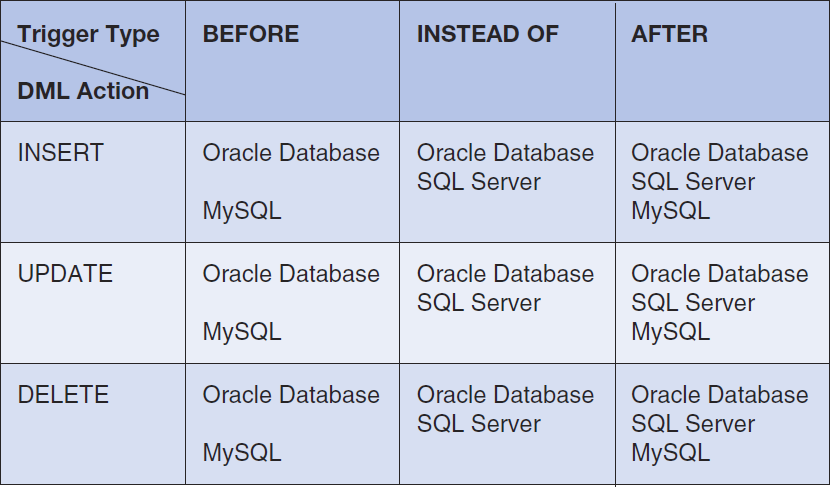 Trigger Type BEFORE INSTEAD OF AFTER
DML Action
INSERT Oracle Database Oracle Database Oracle Database
SQL Server SQL Server
MySQL MySQL
UPDATE Oracle Database Oracle Database Oracle Database
SQL Server SQL Server
MySQL MySQL
DELETE Oracle Database Oracle Database Oracle Database
SQL Server SQL Server
MySQL MySQL